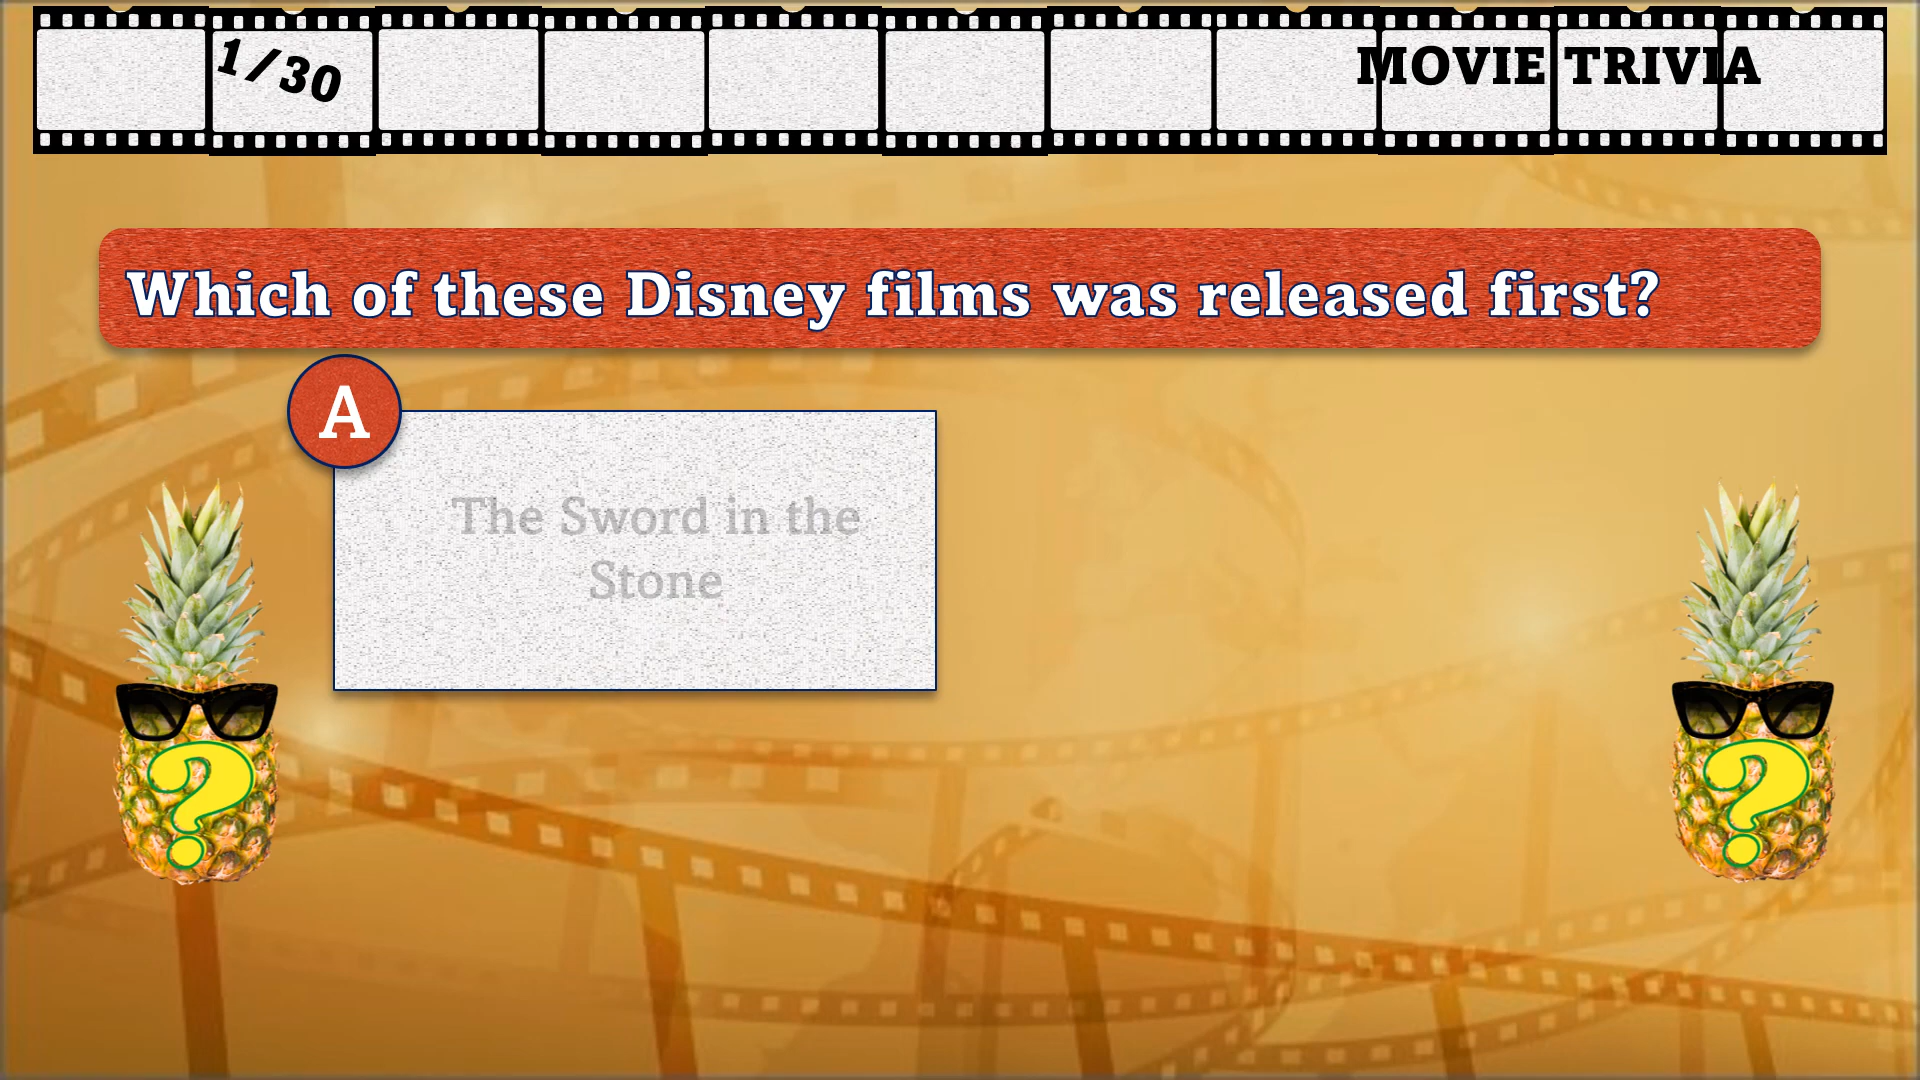 1/30
MOVIE TRIVIA
Which of these Disney films was released first?
A
The Sword in the
Stone
?
?